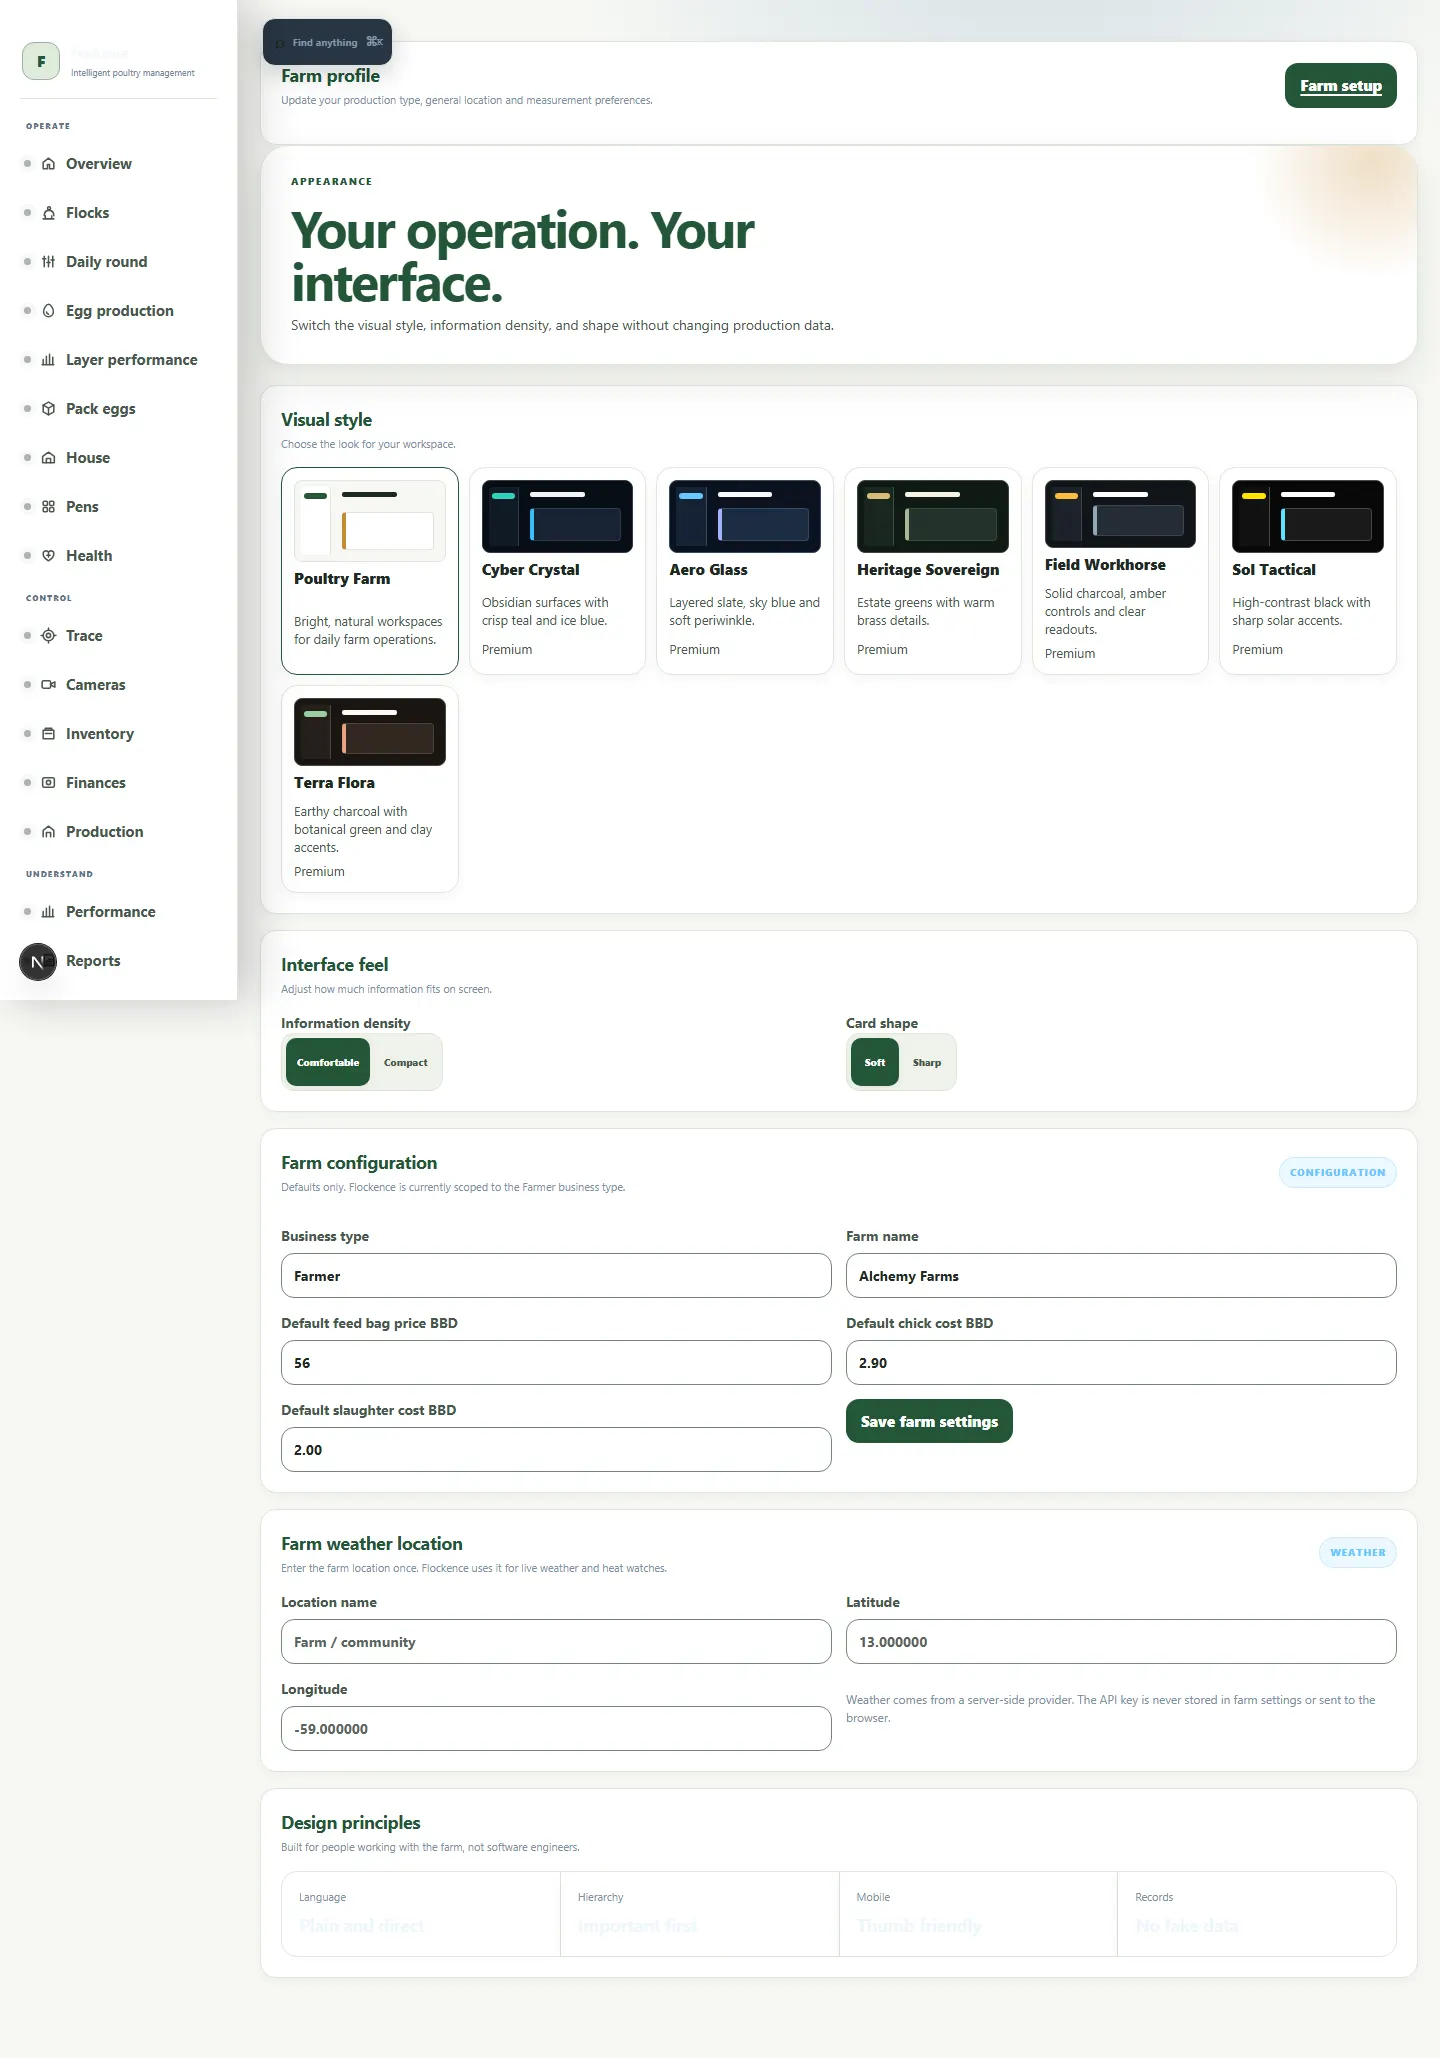 F
Intelligent poultry management
OPERATE
Overview
Flocks
Daily round
Egg production
Layer performance
Pack eggs
House
Pens
Health
CONTROL
Trace
Cameras
Inventory
Finances
Production
UNDERSTAND
Performance
N
Reports
Find anything ⌘K
Farm profile
Update your production type, general location and measurement preferences.
Farm setup
APPEARANCE
Your operation. Your
interface.
Switch the visual style, information density, and shape without changing production data.
Visual style
Choose the look for your workspace.
Poultry Farm
Bright, natural workspaces
for daily farm operations.
Cyber Crystal
Obsidian surfaces with
crisp teal and ice blue.
Premium
Aero Glass
Layered slate, sky blue and
soft periwinkle.
Premium
Heritage Sovereign
Estate greens with warm
brass details.
Premium
Field Workhorse
Solid charcoal, amber
controls and clear
readouts.
Premium
Sol Tactical
High-contrast black with
sharp solar accents.
Premium
Terra Flora
Earthy charcoal with
botanical green and clay
accents.
Premium
Interface feel
Adjust how much information fits on screen.
Information density
Comfortable
Compact
Card shape
Soft
Sharp
Farm configuration
Defaults only. Flockence is currently scoped to the Farmer business type.
CONFIGURATION
Business type
Farmer
Farm name
Alchemy Farms
Default feed bag price BBD
56
Default chick cost BBD
2.90
Default slaughter cost BBD
2.00
Save farm settings
Farm weather location
Enter the farm location once. Flockence uses it for live weather and heat watches.
WEATHER
Location name
Farm / community
Latitude
13.000000
Longitude
-59.000000
Weather comes from a server-side provider. The API key is never stored in farm settings or sent to the
browser.
Design principles
Built for people working with the farm, not software engineers.
Language
Plain and direct
Hierarchy
Important first
Mobile
Thumb friendly
Records
No fake data